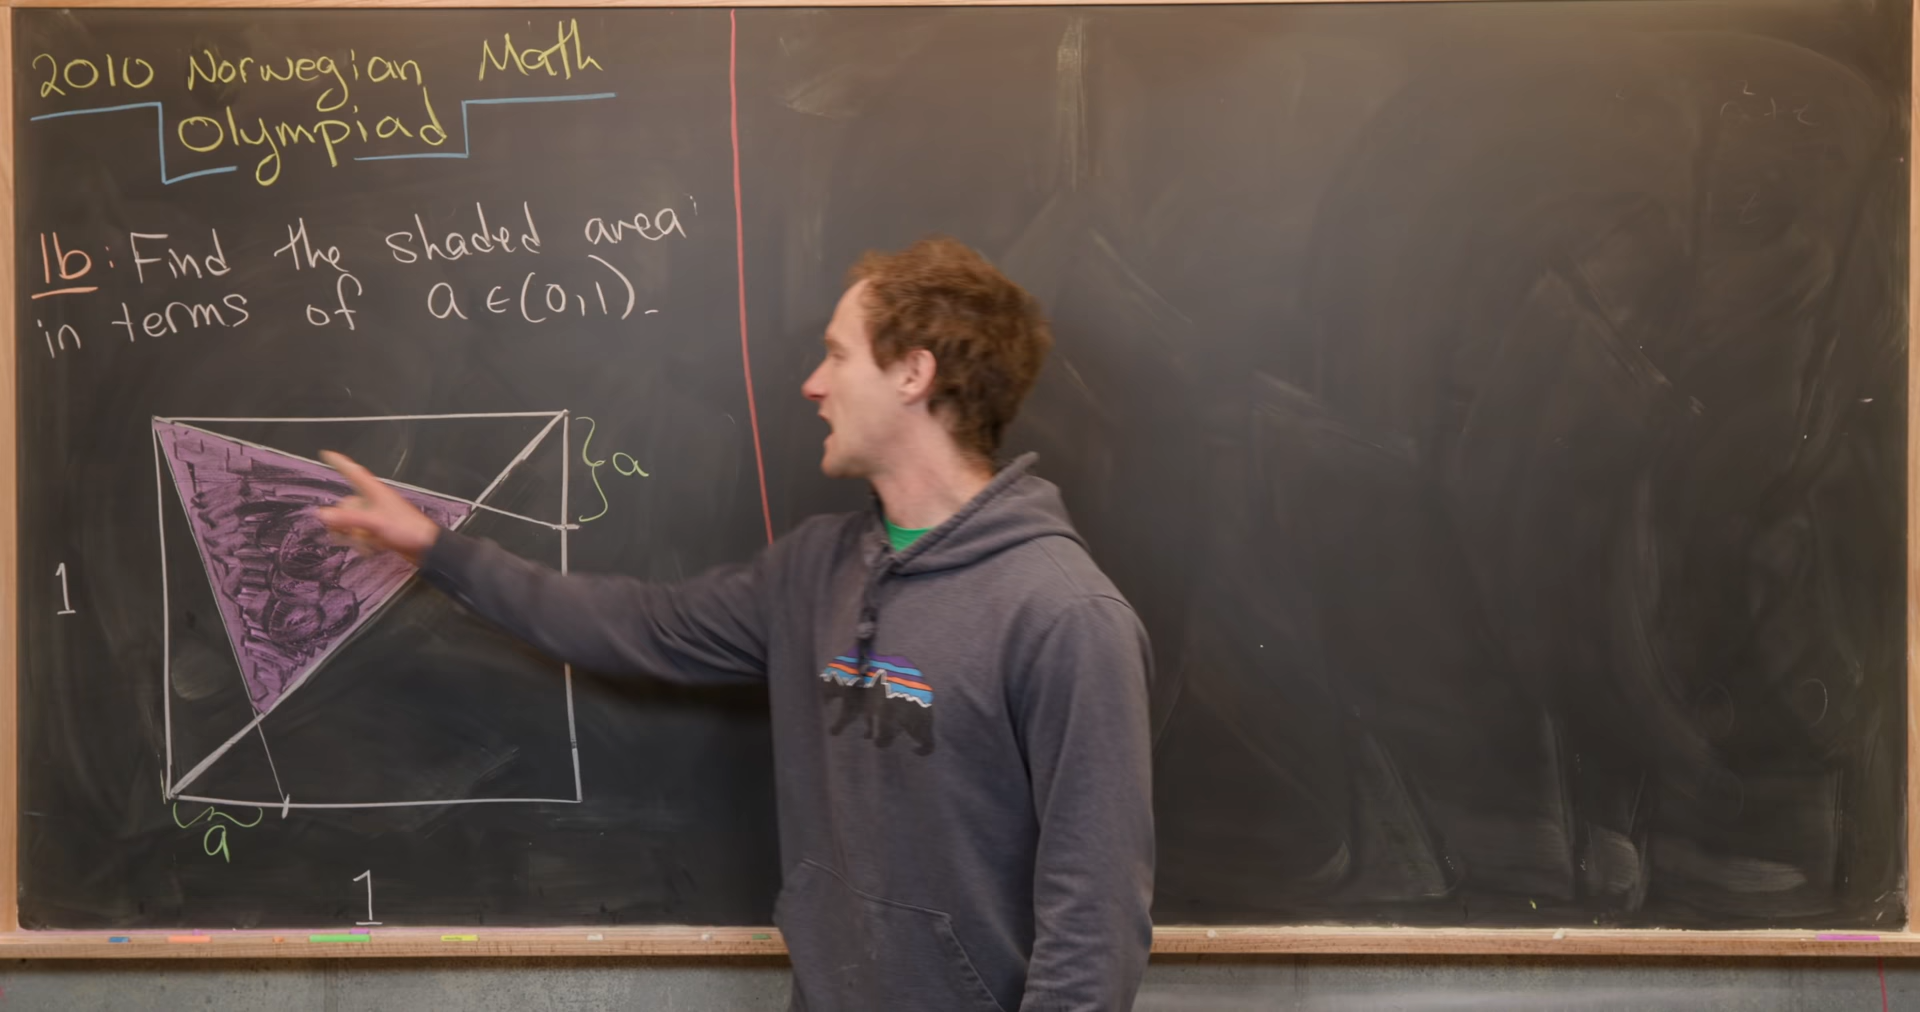 2010 Norwegian Math
Olympiad
1b: Find the shaded area
in terms of a ∈ (0,1).
a
1
a
1